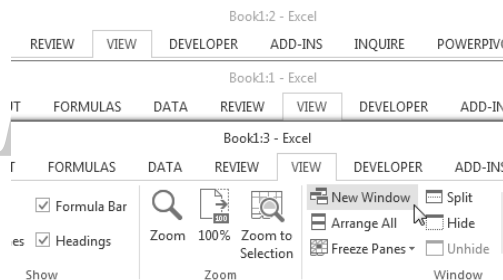 Book1:2 - Excel
REVIEW VIEW DEVELOPER ADD-INS INQUIRE
Book1:1 - Excel
FORMULAS DATA REVIEW VIEW DEVELOPER
Book1:3 - Excel
FORMULAS DATA REVIEW VIEW DEVELOPER
Formula Bar New Window Split
100
Zoom 100% Zoom to Arrange All Hide
Headings Selection Freeze Panes Unhide
Show Zoom Window